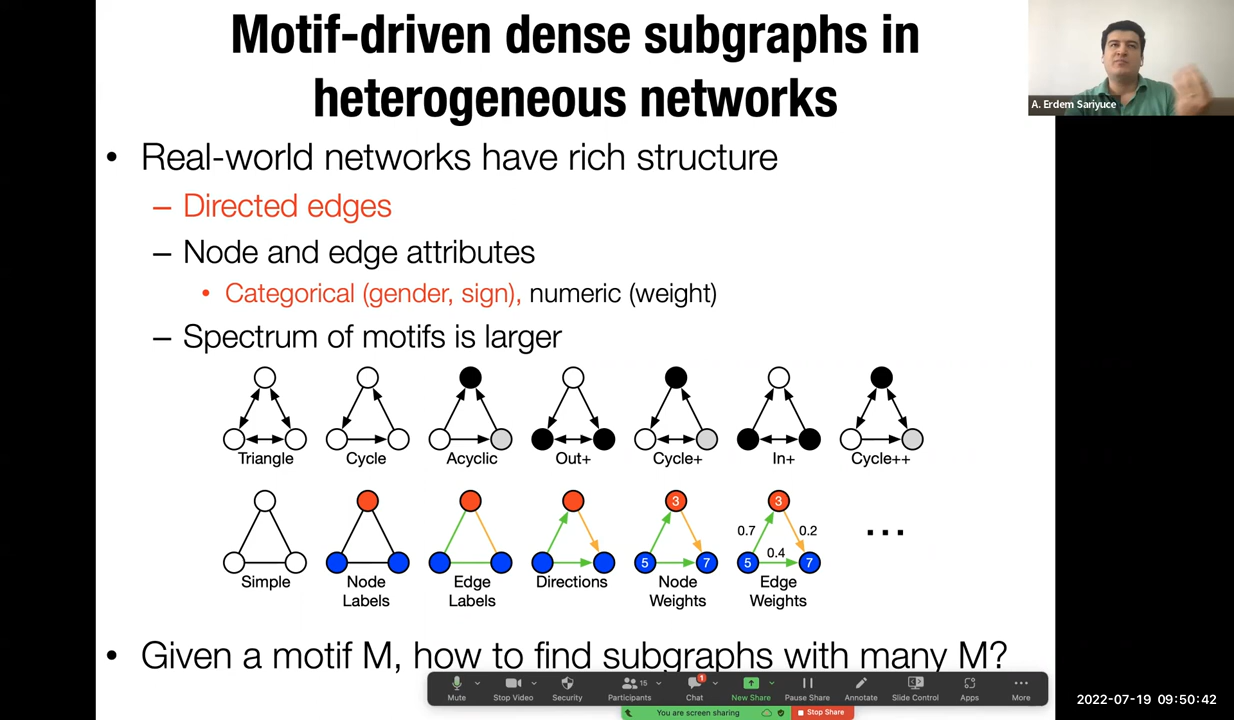 Motif-driven dense subgraphs in
heterogeneous networks
A. Erdem Sariyuce
• Real-world networks have rich structure
– Directed edges
– Node and edge attributes
• Categorical (gender, sign), numeric (weight)
– Spectrum of motifs is larger
Triangle Cycle Acyclic Out+ Cycle+ In+ Cycle++
3 3
0.7 0.2
0.4
5 7 5 7
...
Simple Node Edge Directions Node Edge
Labels Labels Weights Weights
• Given a motif M, how to find subgraphs with many M?
15 1
Mute Stop Video Security Participants Chat New Share Pause Share Annotate Slide Control Apps More
You are screen sharing Stop Share
2022-07-19 09:50:42